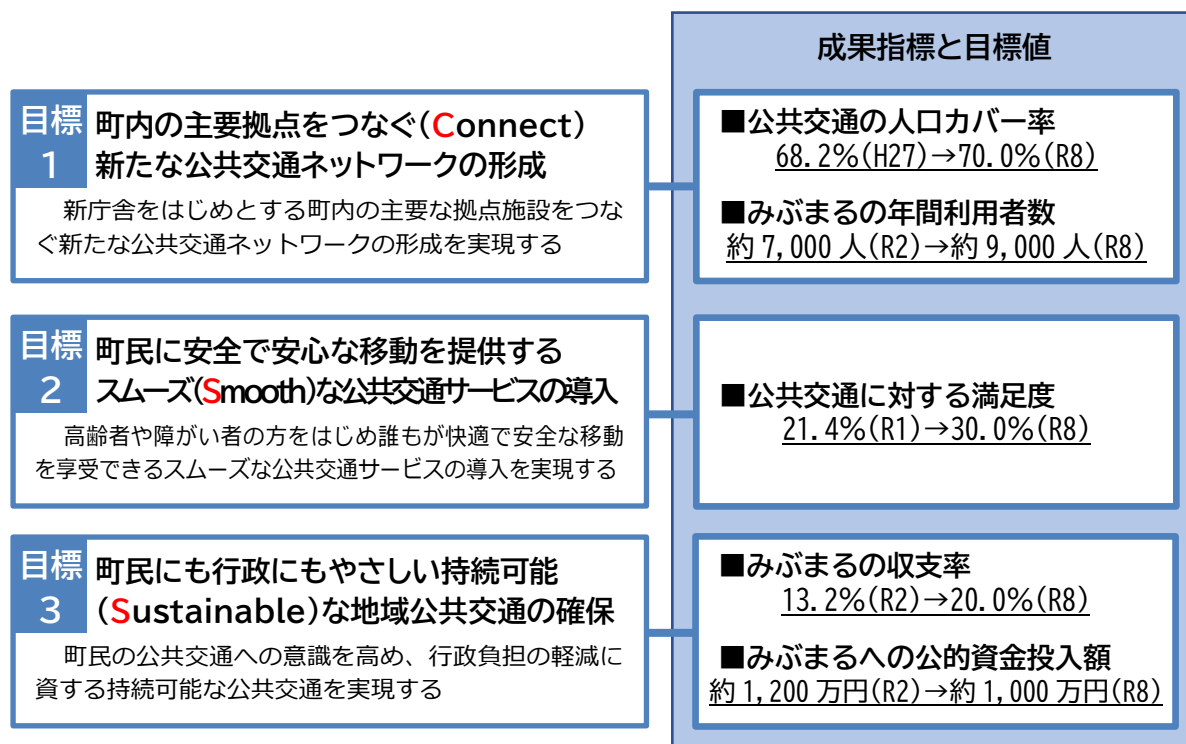 成果指標と目標値
目標
1
町内の主要拠点をつなぐ(Connect)
新たな公共交通ネットワークの形成
新庁舎をはじめとする町内の主要な拠点施設をつな
ぐ新たな公共交通ネットワークの形成を実現する
■公共交通の人口カバー率
68.2%(H27)→70.0%(R8)
■みぶまるの年間利用者数
約7,000人(R2)→約9,000人(R8)
目標
2
町民に安全で安心な移動を提供する
スムーズ(Smooth)な公共交通サービスの導入
高齢者や障がい者の方をはじめ誰もが快適で安全な移動
を享受できるスムーズな公共交通サービスの導入を実現する
■公共交通に対する満足度
21.4%(R1)→30.0%(R8)
目標
3
町民にも行政にもやさしい持続可能
(Sustainable)な地域公共交通の確保
町民の公共交通への意識を高め、行政負担の軽減に
資する持続可能な公共交通を実現する
■みぶまるの収支率
13.2%(R2)→20.0%(R8)
■みぶまるへの公的資金投入額
約1,200万円(R2)→約1,000万円(R8)